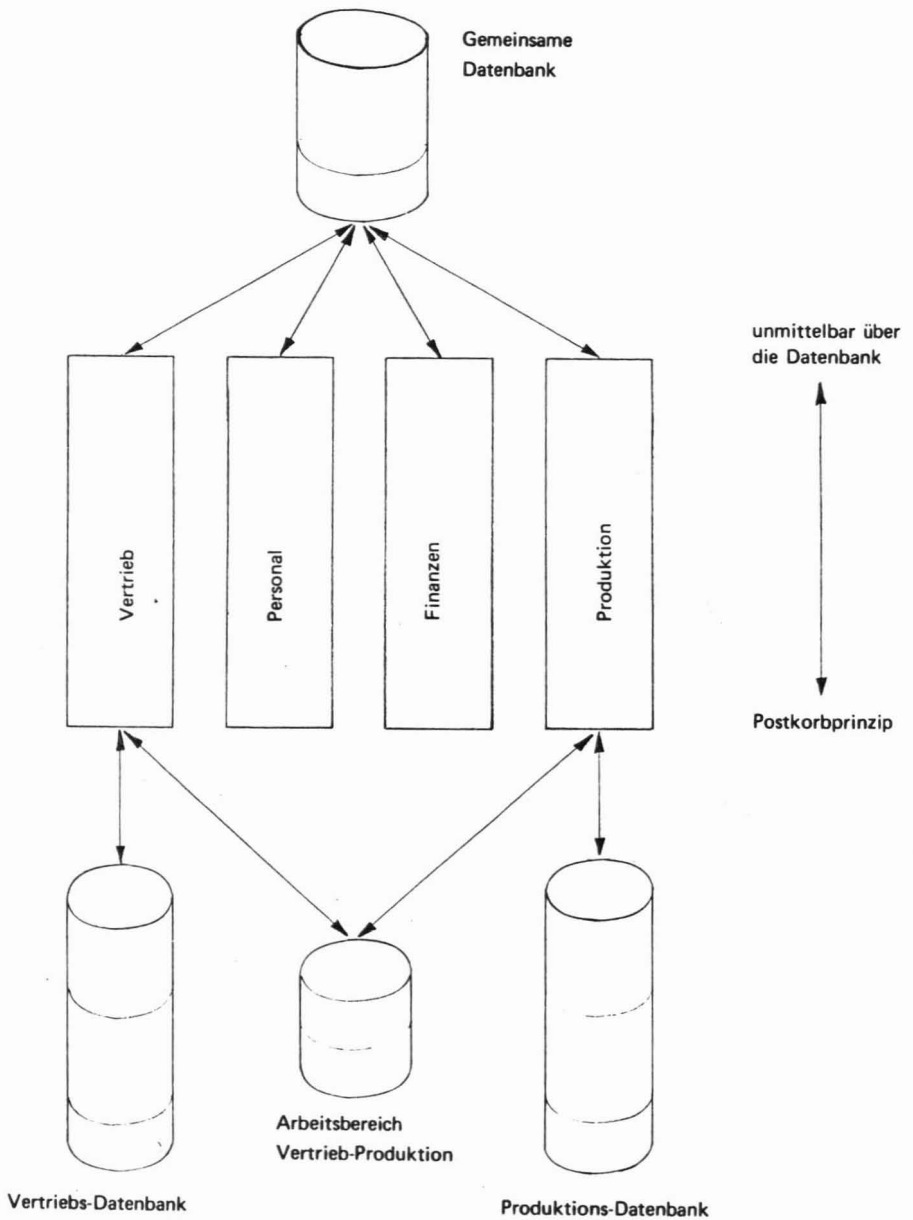 Gemeinsame
Datenbank
unmittelbar über
die Datenbank
Vertrieb
Personal
Finanzen
Produktion
Postkorbprinzip
Arbeitsbereich
Vertrieb-Produktion
Vertriebs-Datenbank
Produktions-Datenbank